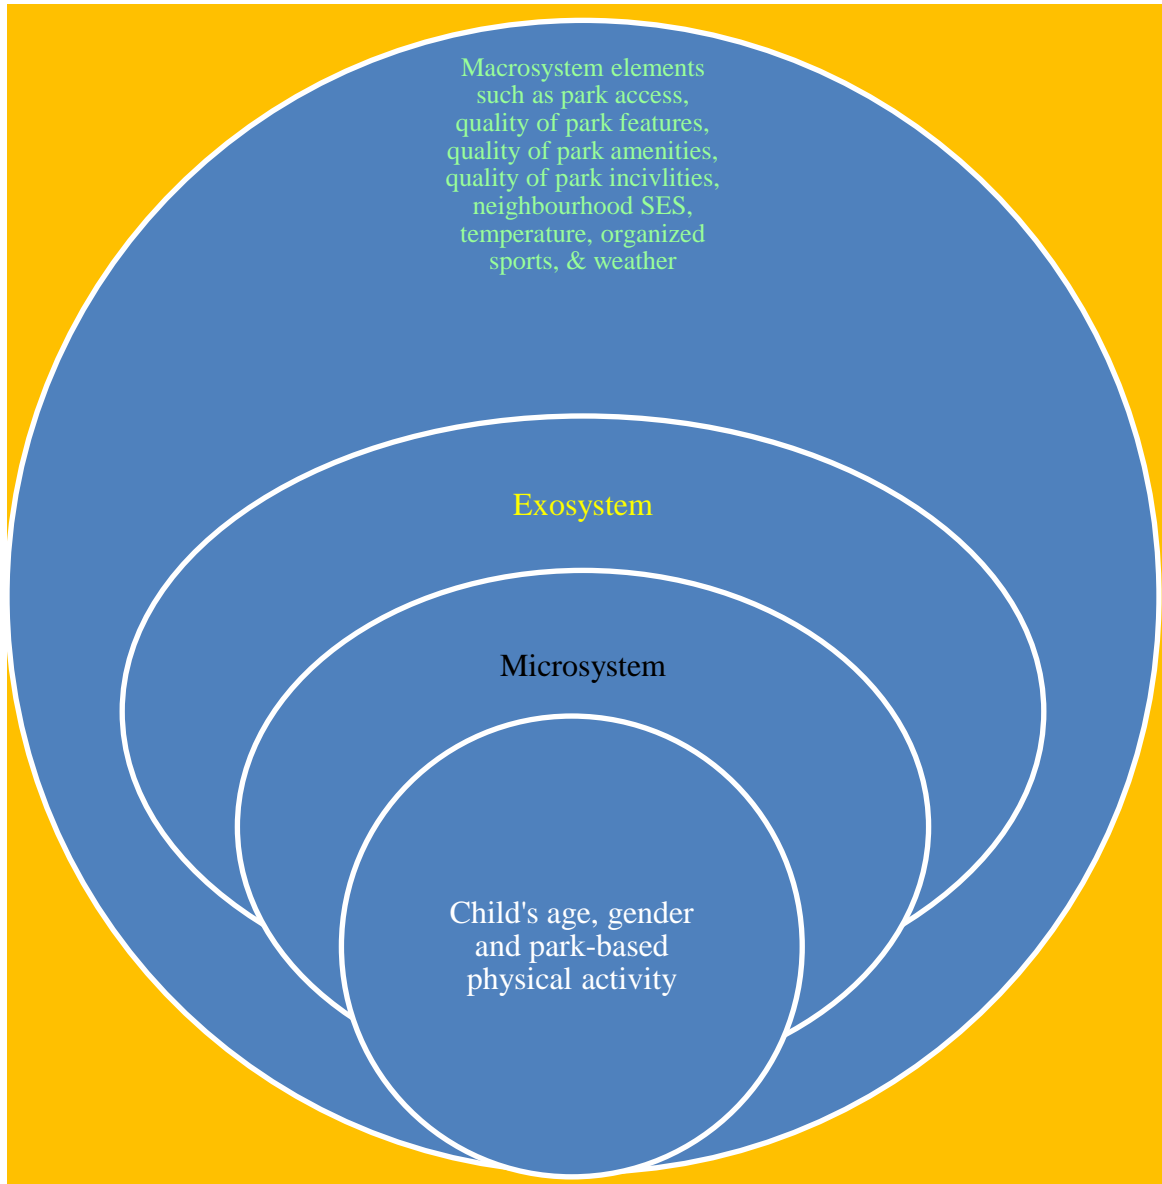 Macrosystem elements
such as park access,
quality of park features,
quality of park amenities,
quality of park incivlities,
neighbourhood SES,
temperature, organized
sports, & weather
Exosystem
Microsystem
Child's age, gender
and park-based
physical activity